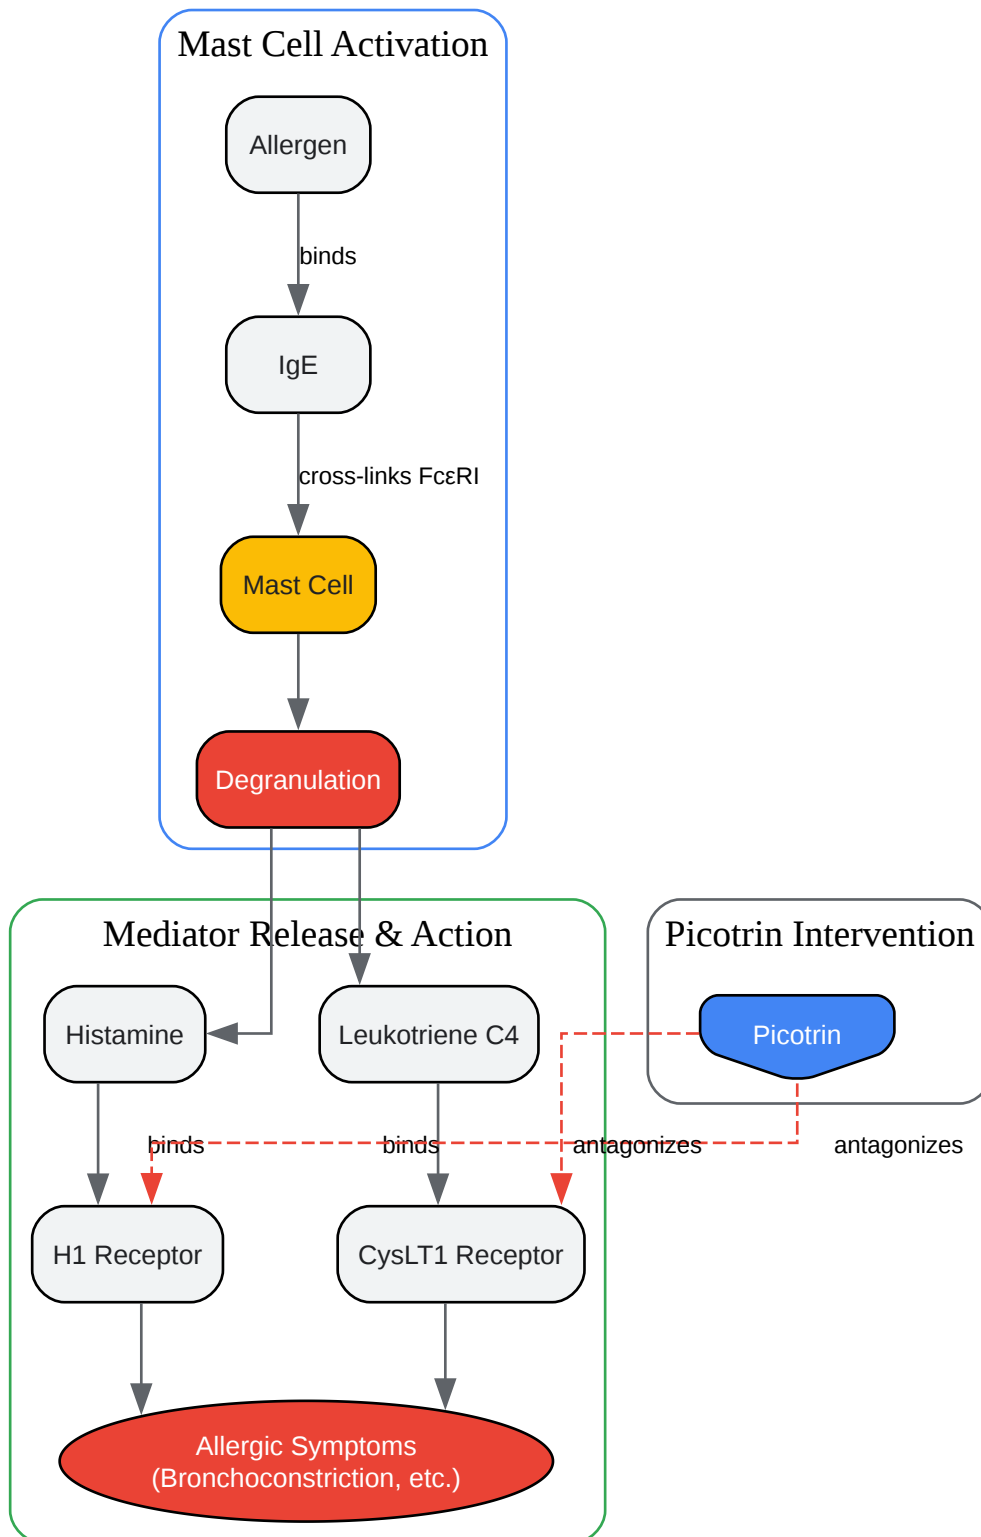 Mast Cell Activation
Allergen
binds
IgE
cross-links FcεRI
Mast Cell
Degranulation
Mediator Release & Action
Picotrin Intervention
Histamine
Leukotriene C4
Picotrin
binds
binds
antagonizes
antagonizes
H1 Receptor
CysLT1 Receptor
Allergic Symptoms
(Bronchoconstriction, etc.)